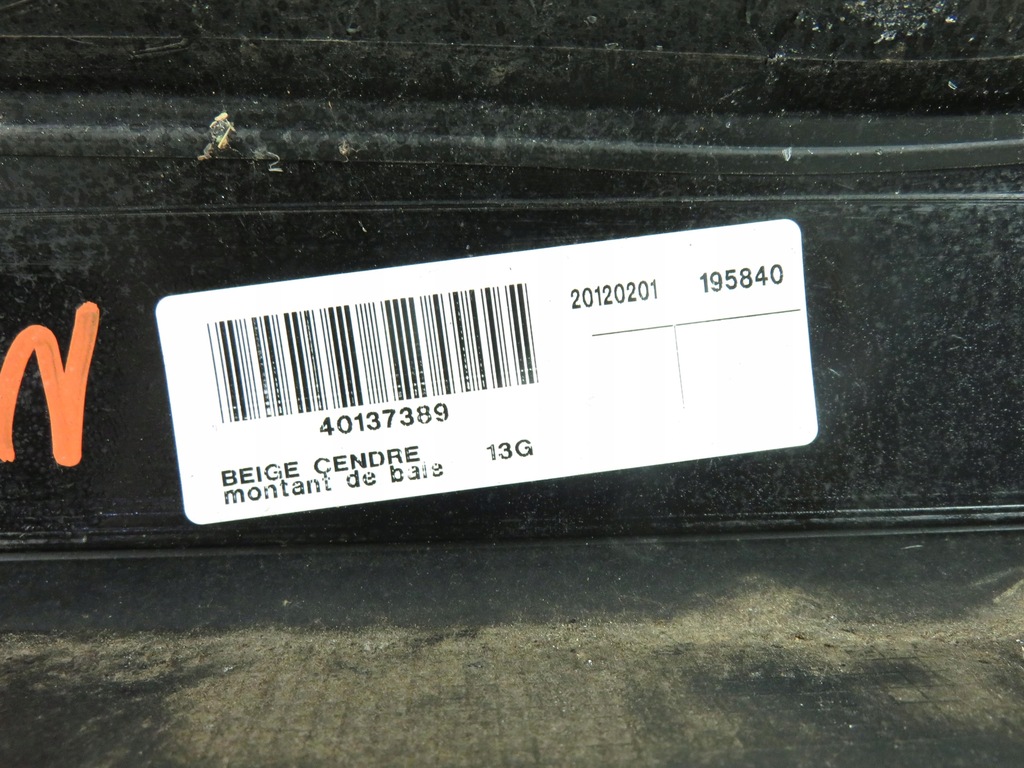 N
20120201 195840
40137389
BEIGE CENDRE 13G
montant de baie